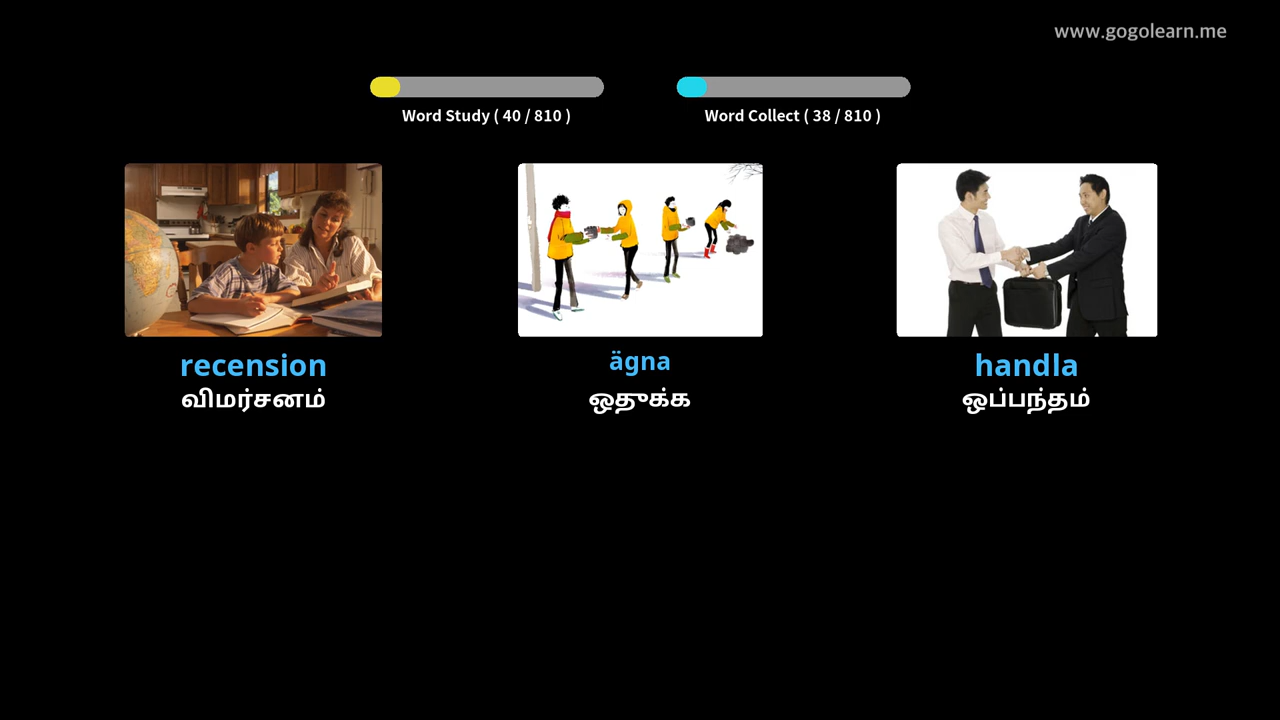 www.gogolearn.me
Word Study ( 40 / 810 )
Word Collect ( 38 / 810 )
recension
விமர்சனம்
ägna
ஒதுக்க
handla
ஒப்பந்தம்